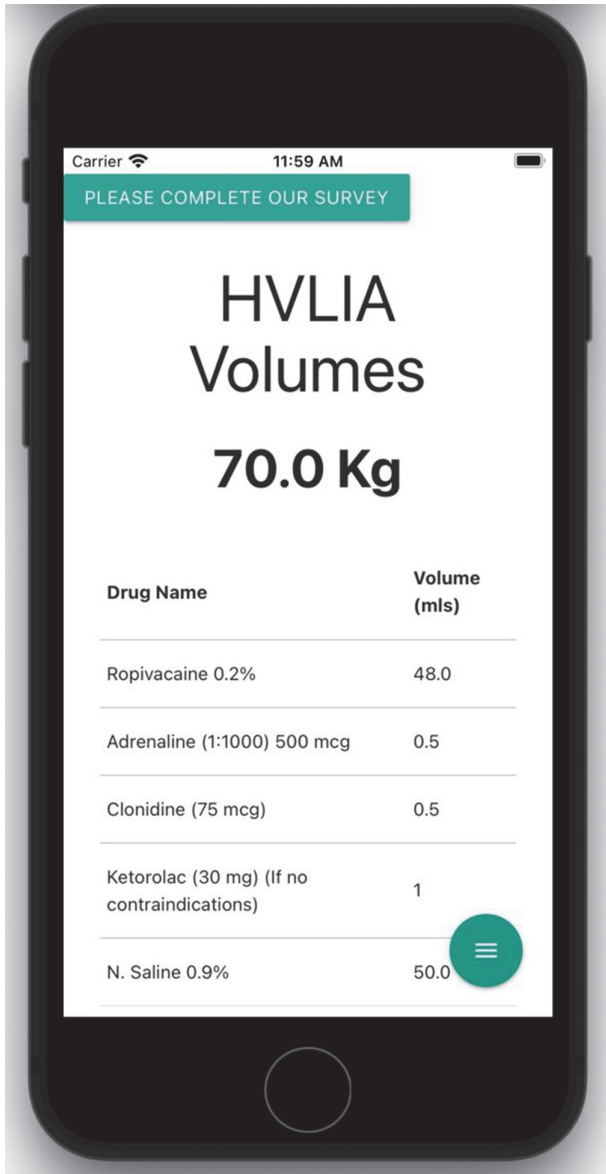 Carrier
11:59 AM
PLEASE COMPLETE OUR SURVEY
HVLIA
Volumes
70.0 Kg
Drug Name
Volume
(mls)
Ropivacaine 0.2%
48.0
Adrenaline (1:1000) 500 mcg
0.5
Clonidine (75 mcg)
0.5
Ketorolac (30 mg) (If no
contraindications)
1
N. Saline 0.9%
50.0